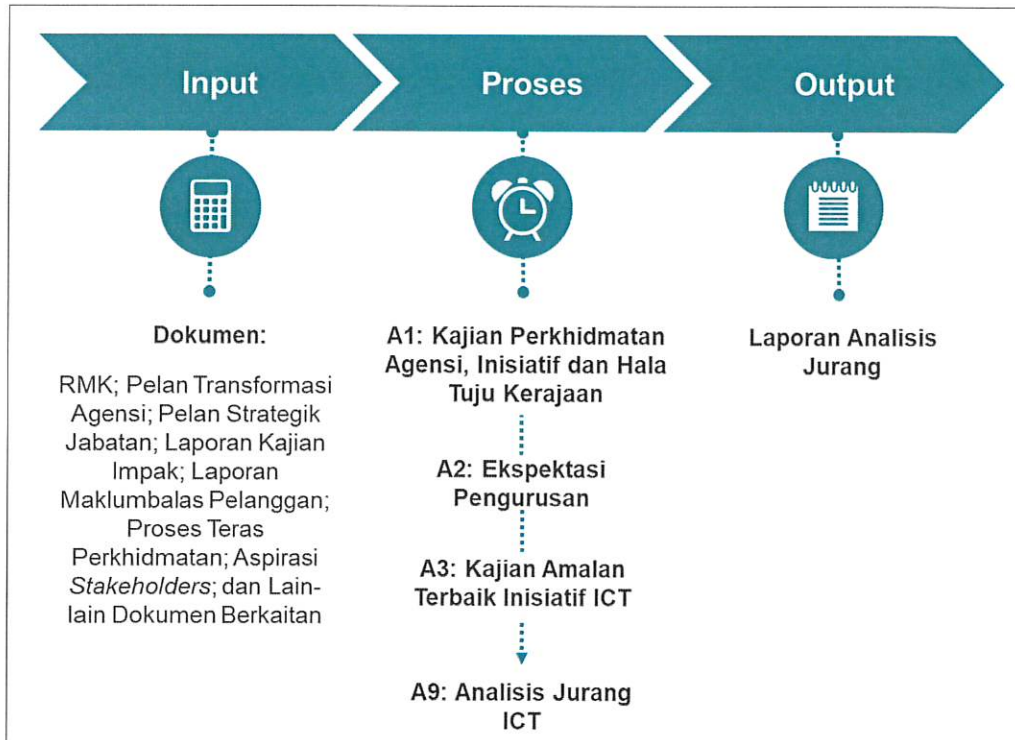 Input
Proses
Output
Dokumen:
RMK; Pelan Transformasi
Agensi; Pelan Strategik
Jabatan; Laporan Kajian
Impak; Laporan
Maklumbalas Pelanggan;
Proses Teras
Perkhidmatan; Aspirasi
Stakeholders; dan Lain-
lain Dokumen Berkaitan
A1: Kajian Perkhidmatan
Agensi, Inisiatif dan Hala
Tuju Kerajaan
A2: Ekspektasi
Pengurusan
A3: Kajian Amalan
Terbaik Inisiatif ICT
A9: Analisis Jurang
ICT
Laporan Analisis
Jurang